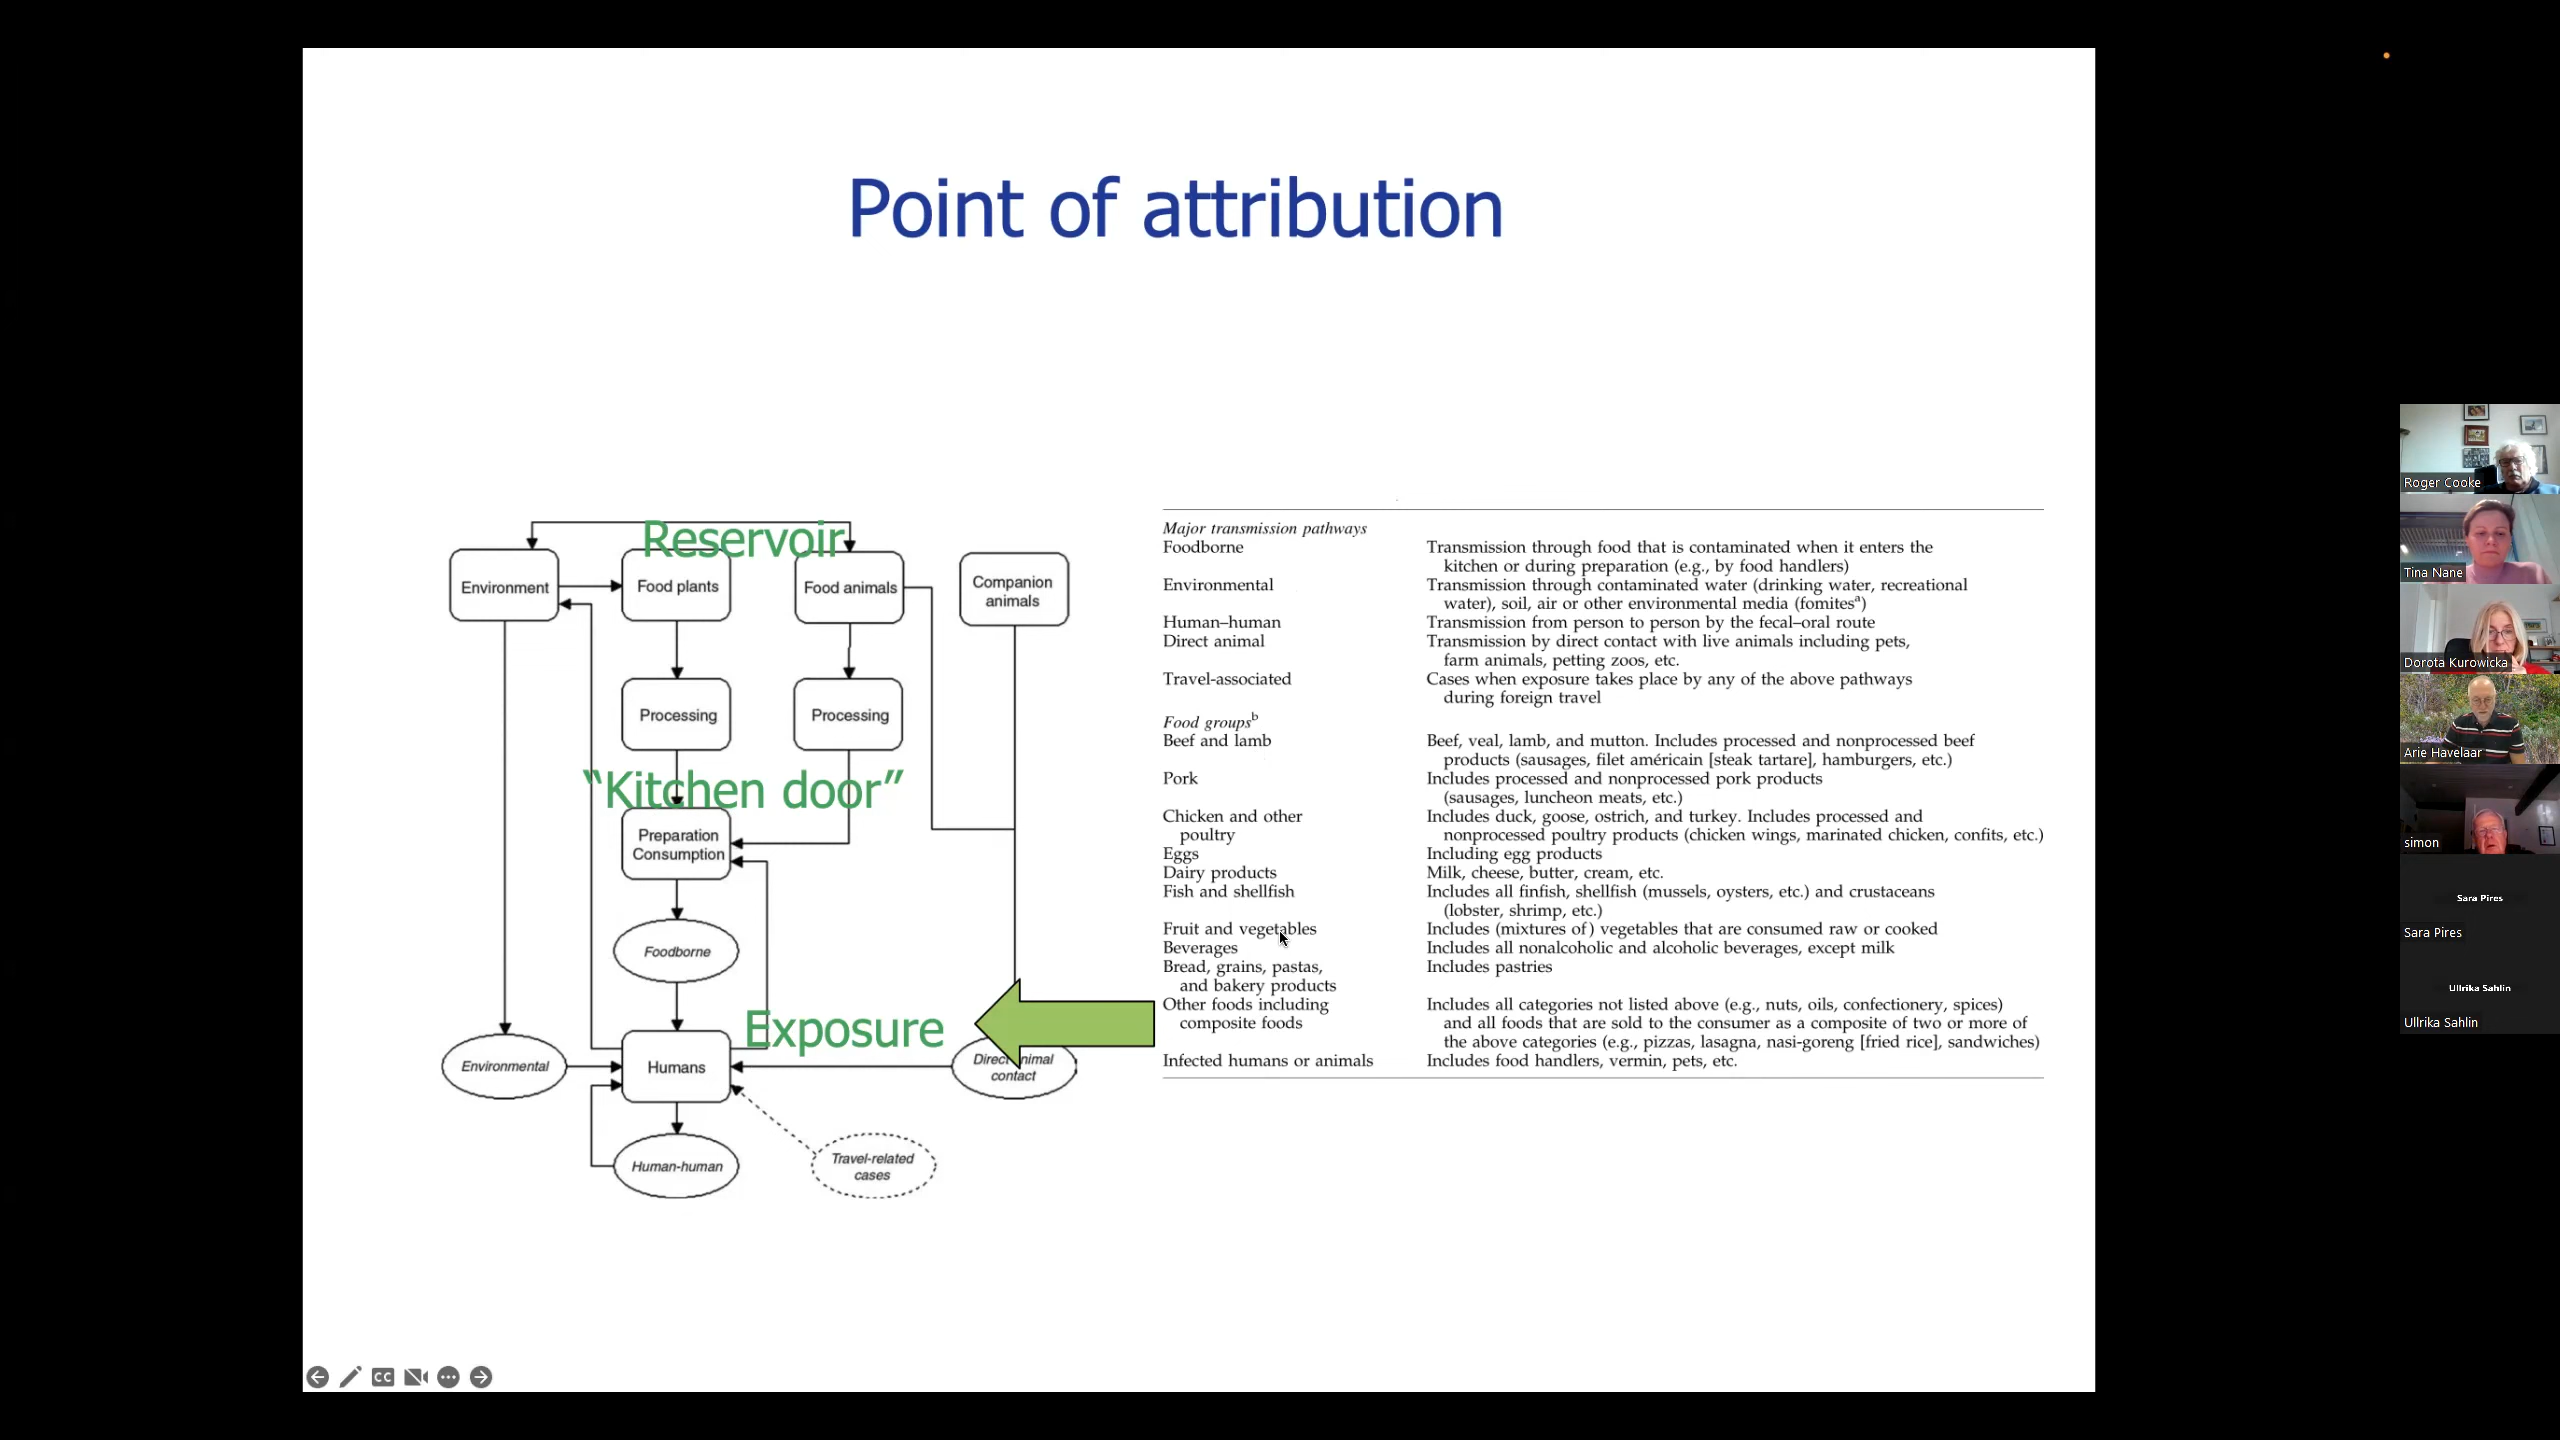 Point of attribution
Reservoir
Environment
Food plants
Food animals
Companion
animals
Processing
Processing
“Kitchen door”
Preparation
Consumption
Foodborne
Exposure
Environmental
Humans
contact
Human-human
Travel-related
cases
Major transmission pathways
Foodborne Transmission through food that is contaminated when it enters the
kitchen or during preparation (e.g., by food handlers)
Environmental Transmission through contaminated water (drinking water, recreational
water), soil, air or other environmental media (fomitesa)
Human–human Transmission from person to person by the fecal–oral route
Direct animal Transmission by direct contact with live animals including pets,
farm animals, petting zoos, etc.
Travel-associated Cases when exposure takes place by any of the above pathways
during foreign travel
Food groupsb
Beef and lamb Beef, veal, lamb, and mutton. Includes processed and nonprocessed beef
products (sausages, filet américain [steak tartare], hamburgers, etc.)
Pork Includes processed and nonprocessed pork products
(sausages, luncheon meats, etc.)
Chicken and other Includes duck, goose, ostrich, and turkey. Includes processed and
poultry nonprocessed poultry products (chicken wings, marinated chicken, confits, etc.)
Eggs Including egg products
Dairy products Milk, cheese, butter, cream, etc.
Fish and shellfish Includes all finfish, shellfish (mussels, oysters, etc.) and crustaceans
(lobster, shrimp, etc.)
Fruit and vegetables Includes (mixtures of) vegetables that are consumed raw or cooked
Beverages Includes all nonalcoholic and alcoholic beverages, except milk
Bread, grains, pastas, Includes pastries
and bakery products
Other foods including Includes all categories not listed above (e.g., nuts, oils, confectionery, spices)
composite foods and all foods that are sold to the consumer as a composite of two or more of
the above categories (e.g., pizzas, lasagna, nasi-goreng [fried rice], sandwiches)
Infected humans or animals Includes food handlers, vermin, pets, etc.
CC
Roger Cooke
Tina Nane
Dorota Kurowicka
Arie Havelaar
simon
Sara Pires
Sara Pires
Ullrika Sahlin
Ullrika Sahlin